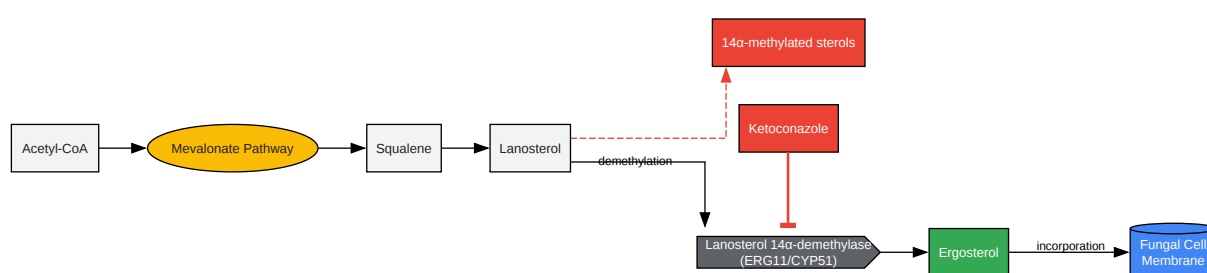 14α-methylated sterols
Ketoconazole
Acetyl-CoA
Mevalonate Pathway
Squalene
Lanosterol
demethylation
Lanosterol 14α-demethylase
(ERG11/CYP51)
Ergosterol
incorporation
Fungal Cell
Membrane